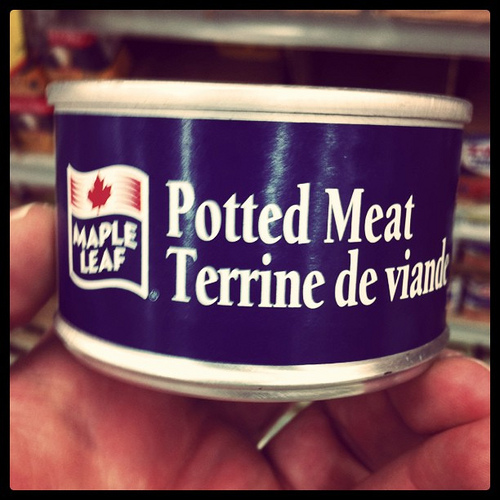 MAPLE
LEAF
®
Potted Meat
Terrine de viande